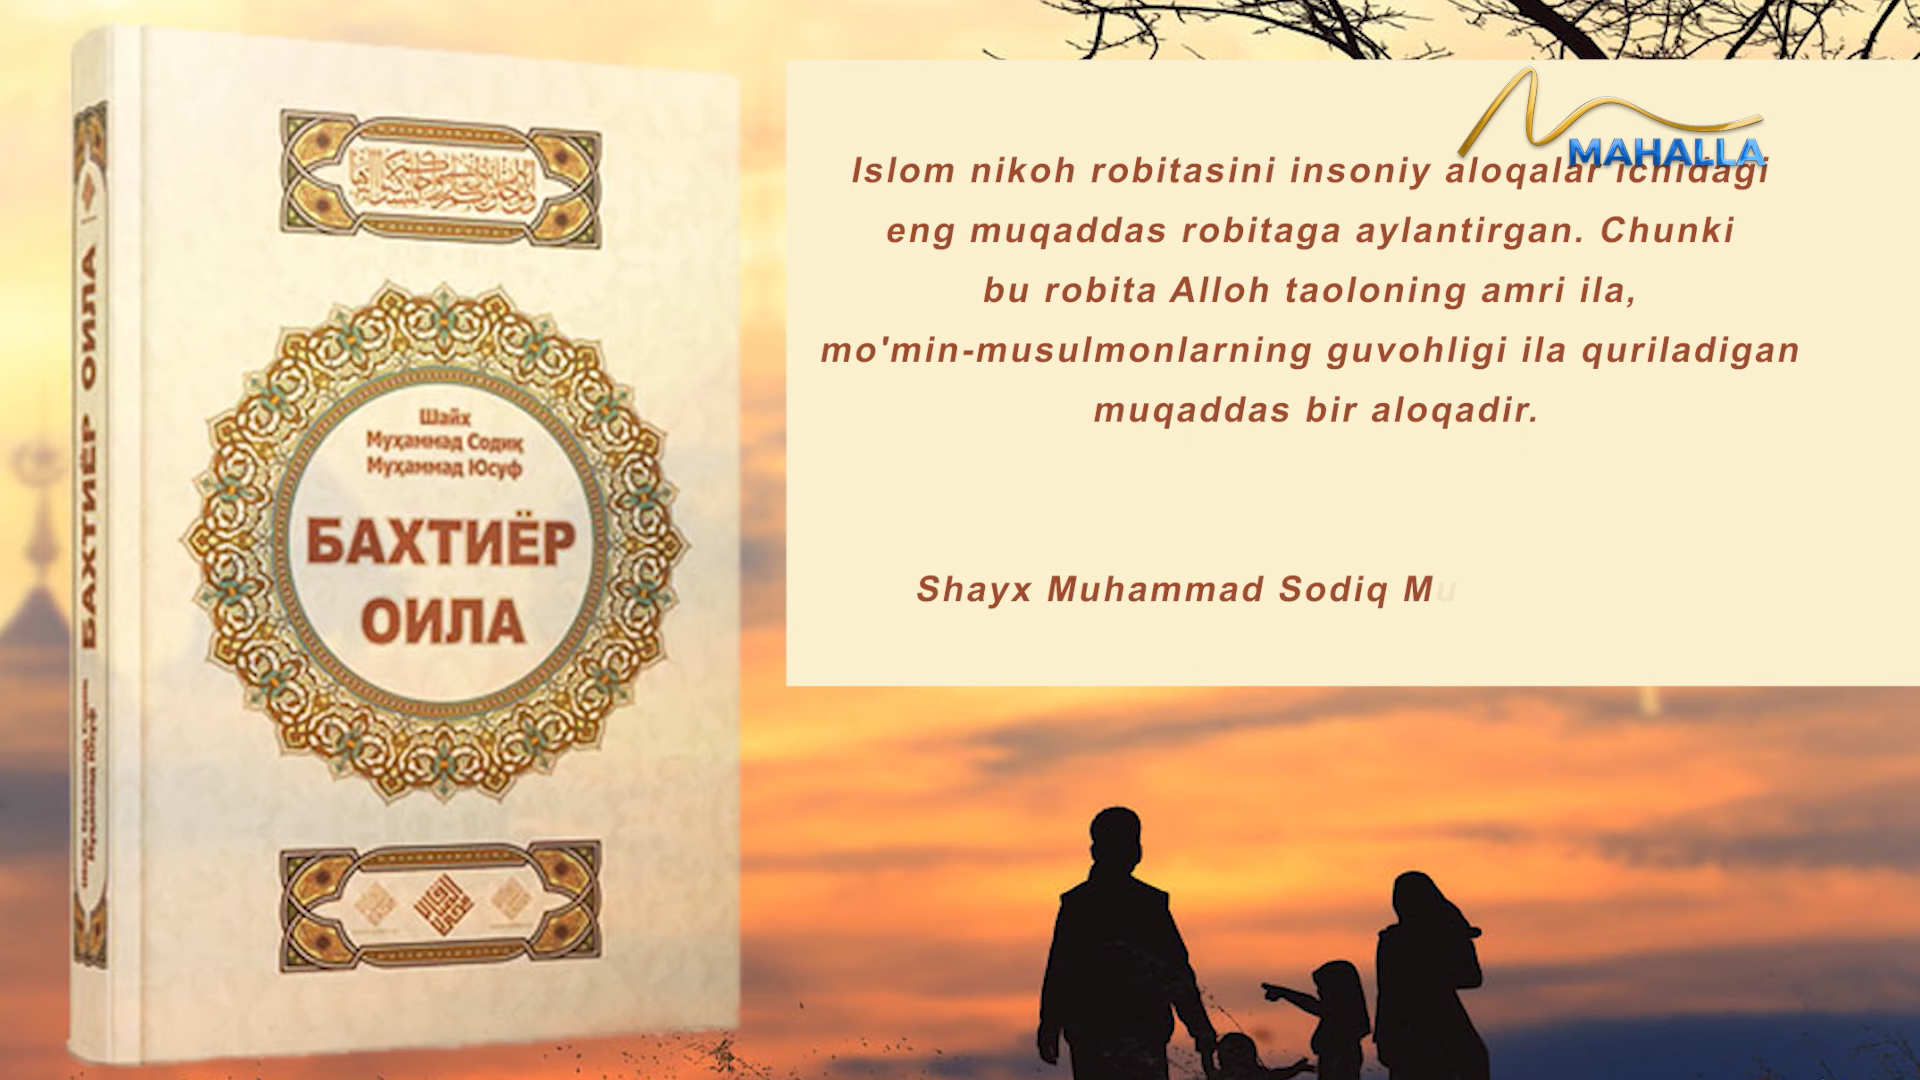 Шайх
Муҳаммад Содиқ
Муҳаммад Юсуф
БАХТИЁР
ОИЛА
БАХТИЁР ОИЛА
MAHALLA
Islom nikoh robitasini insoniy aloqalar ichidagi
eng muqaddas robitaga aylantirgan. Chunki
bu robita Alloh taoloning amri ila,
mo'min-musulmonlarning guvohligi ila quriladigan
muqaddas bir aloqadir.
Shayx Muhammad Sodiq Mu